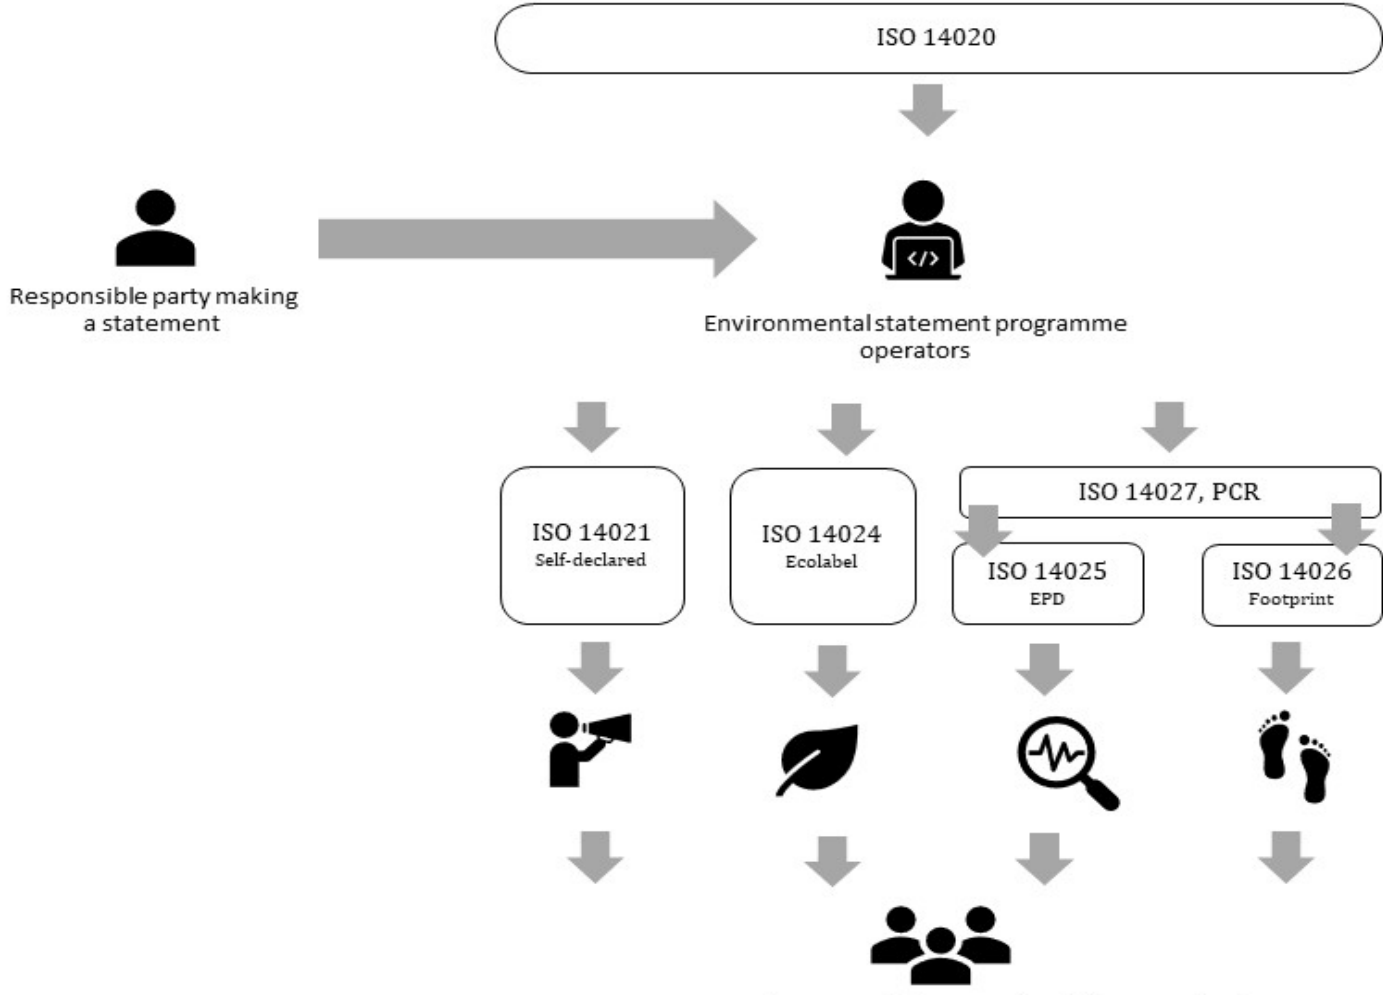 ISO 14020
Responsible party making
a statement
</>
Environmental statement programme
operators
ISO 14021
Self-declared
ISO 14024
Ecolabel
ISO 14027, PCR
ISO 14025
EPD
ISO 14026
Footprint